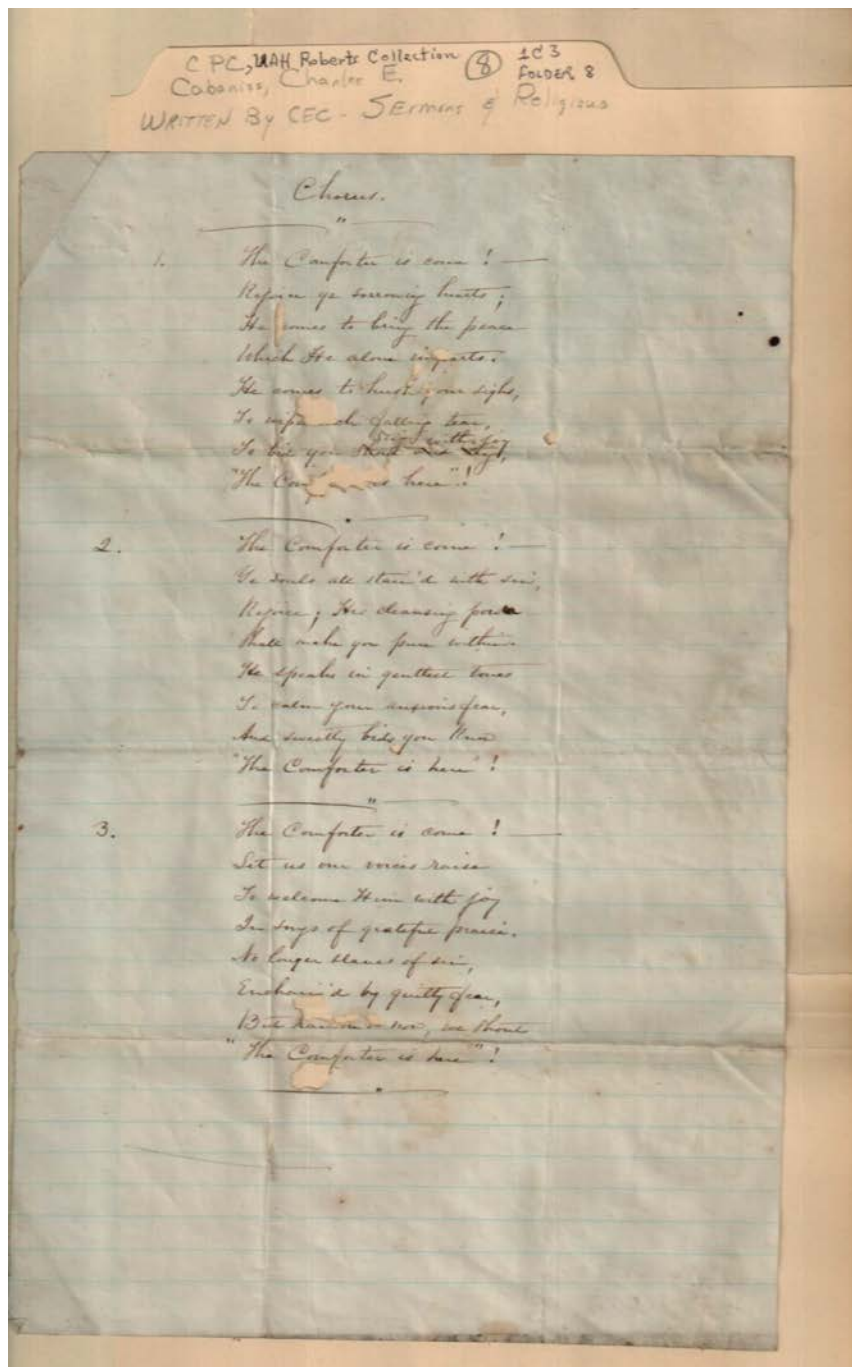 CPC, UAH Roberts Collection ⑧ 1C3
Cabaniss, Charles E. FOLDER 8
WRITTEN By CEC - SERMONS & Religious
Chorus.
1. The Comforter is come! —
Rejoice ye sorrowing hearts;
He comes to bring the peace
Which He alone imparts.
He comes to hush your sighs,
To wipe falling tear,
sing with joy
To bid you
"The is here"!
2. The Comforter is come! —
Ye souls all stain'd with sin,
Rejoice; His cleansing power
Shall make you pure within
He speaks in gentlest tones
To calm your anxious fear,
And sweetly bids you
"The Comforter is here"!
3. The Comforter is come! —
Let us our voices raise
To welcome Him with joy
In songs of grateful praise.
No longer slaves of sin,
Enchain'd by guilty fear,
But now, we shout
"The Comforter is here"!